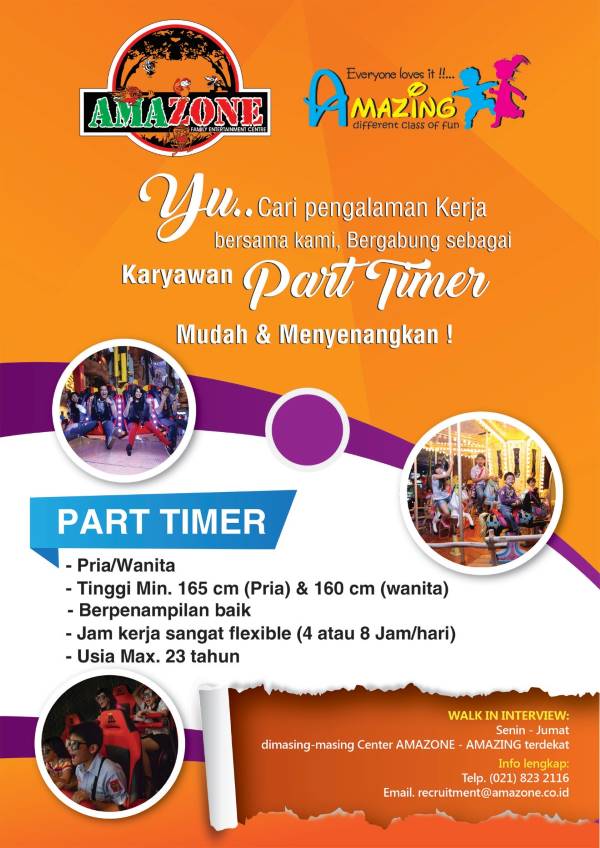 AMAZONE
FAMILY ENTERTAINMENT CENTRE
Everyone loves it !!...
AMAZING
different class of fun
Yu.. Cari pengalaman Kerja
bersama kami, Bergabung sebagai
Karyawan Part Timer
Mudah & Menyenangkan !
PART TIMER
- Pria/Wanita
- Tinggi Min. 165 cm (Pria) & 160 cm (wanita)
- Berpenampilan baik
- Jam kerja sangat flexible (4 atau 8 Jam/hari)
- Usia Max. 23 tahun
WALK IN INTERVIEW:
Senin - Jumat
dimasing-masing Center AMAZONE - AMAZING terdekat
Info lengkap:
Telp. (021) 823 2116
Email. recruitment@amazone.co.id